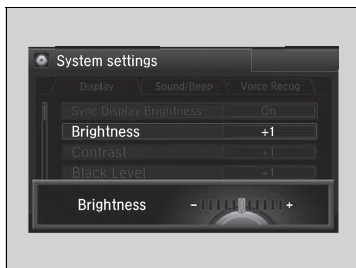 System settings
Display Sound/Beep Voice Recog
Sync Display Brightness On
Brightness +1
Contrast +1
Black Level +1
Brightness - +